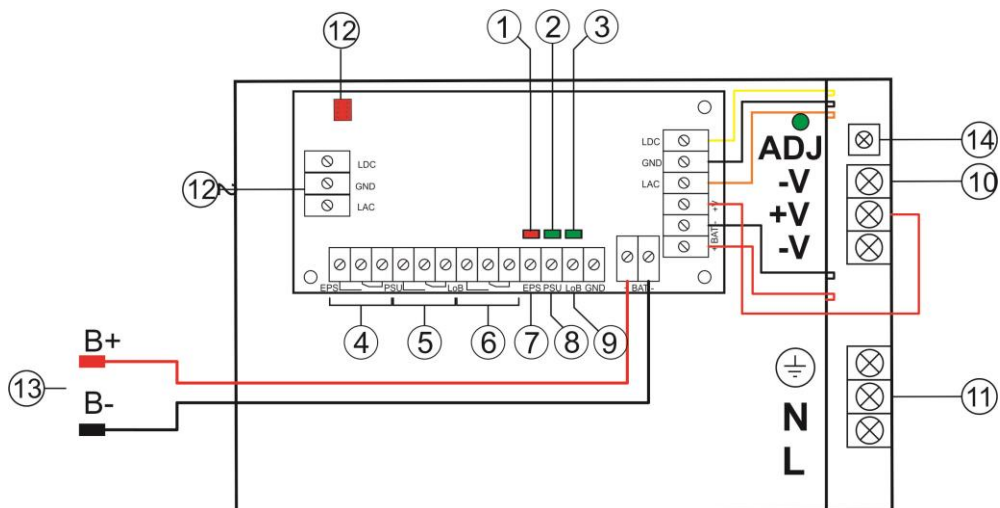 12 1 2 3
LDC
GND
LAC
12
LDC
GND
LAC
+V
- BAT +
ADJ
-V
+V
-V
14
10
EPS PSU LoB EPS PSU LoB GND + BAT -
4 5 6 7 8 9
B+
13
B-
N
L
11